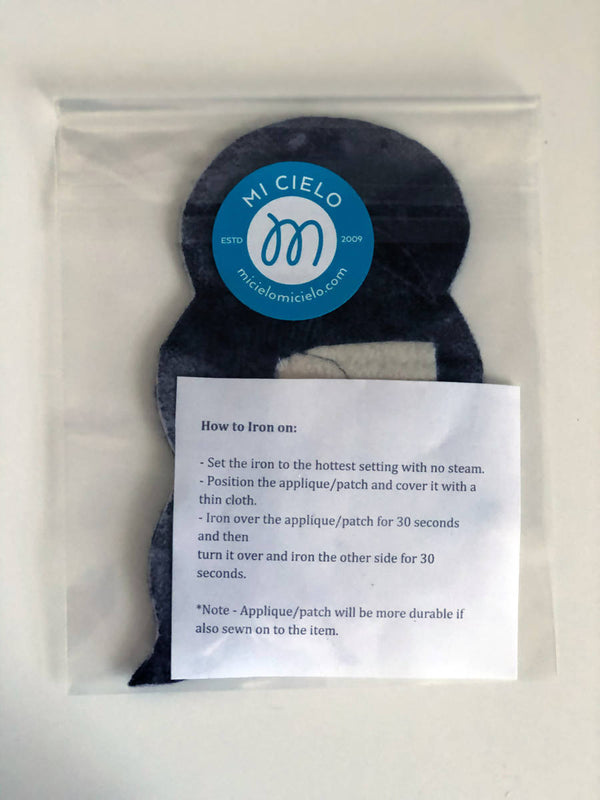 MI CIELO
ESTD
m
2009
micielomicielo.com
How to Iron on:
- Set the iron to the hottest setting with no steam.
- Position the applique/patch and cover it with a
thin cloth.
- Iron over the applique/patch for 30 seconds
and then
turn it over and iron the other side for 30
seconds.
*Note - Applique/patch will be more durable if
also sewn on to the item.